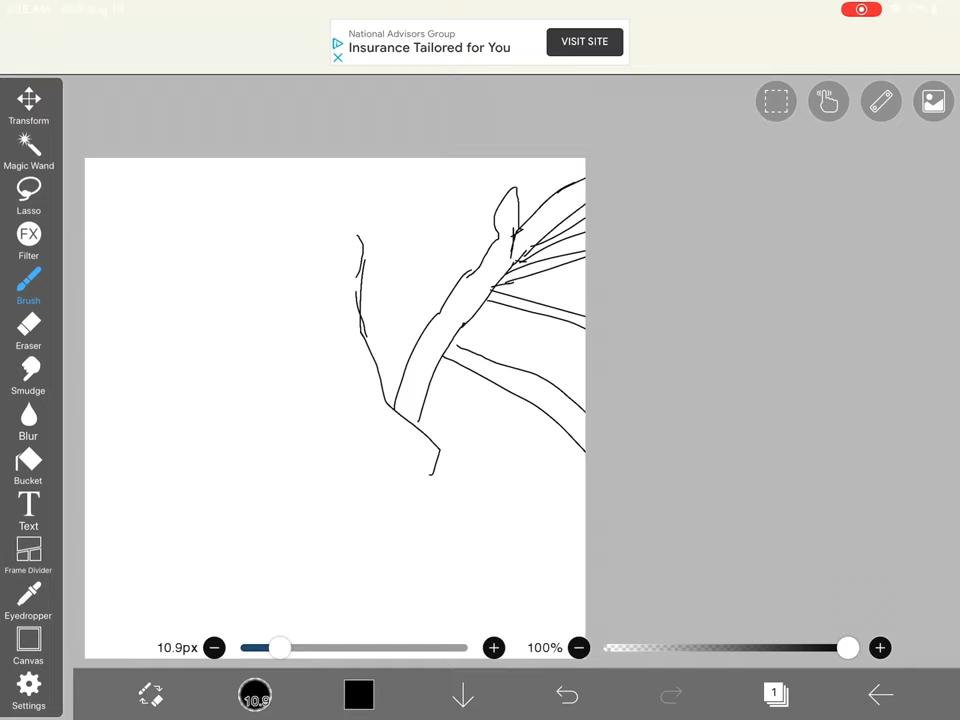 National Advisors Group
Insurance Tailored for You
VISIT SITE
Transform
Magic Wand
Lasso
FX
Filter
Brush
Eraser
Smudge
Blur
Bucket
T
Text
Frame Divider
Eyedropper
Canvas
Settings
10.9px
100%
10.9
1